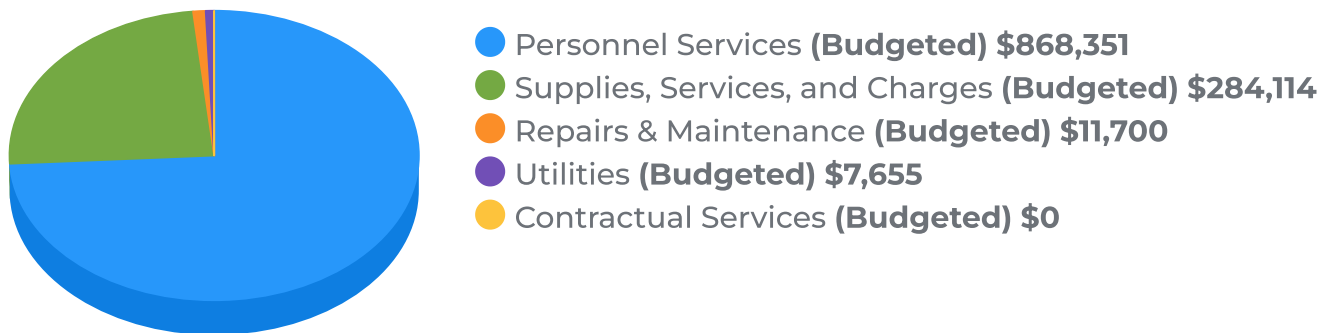 Personnel Services (Budgeted) $868,351
Supplies, Services, and Charges (Budgeted) $284,114
Repairs & Maintenance (Budgeted) $11,700
Utilities (Budgeted) $7,655
Contractual Services (Budgeted) $0